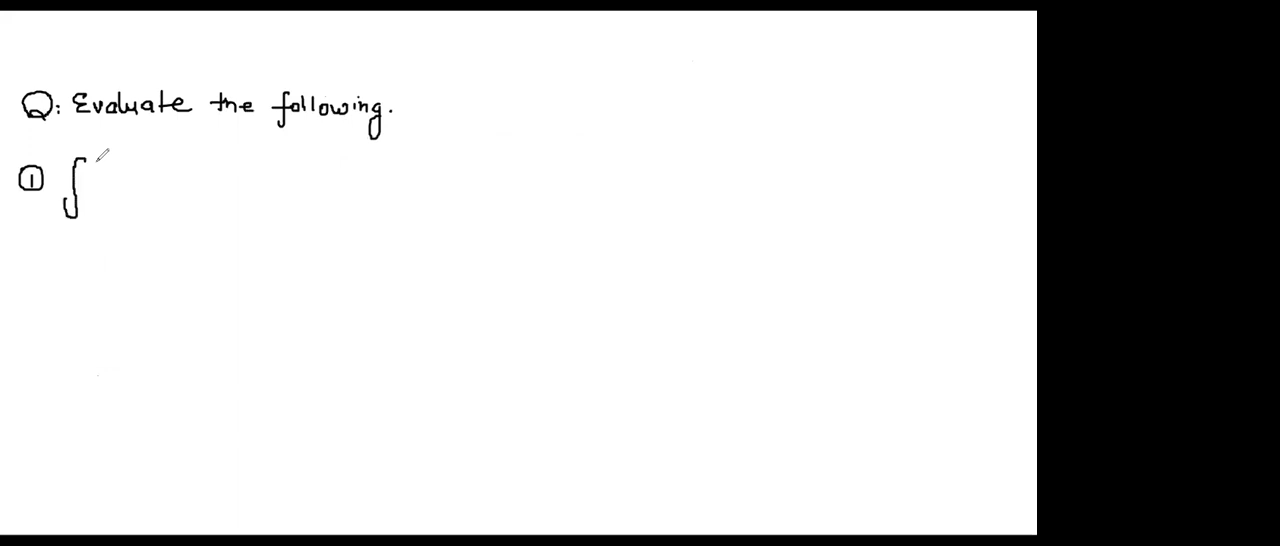 Q: Evaluate the following.
① ∫